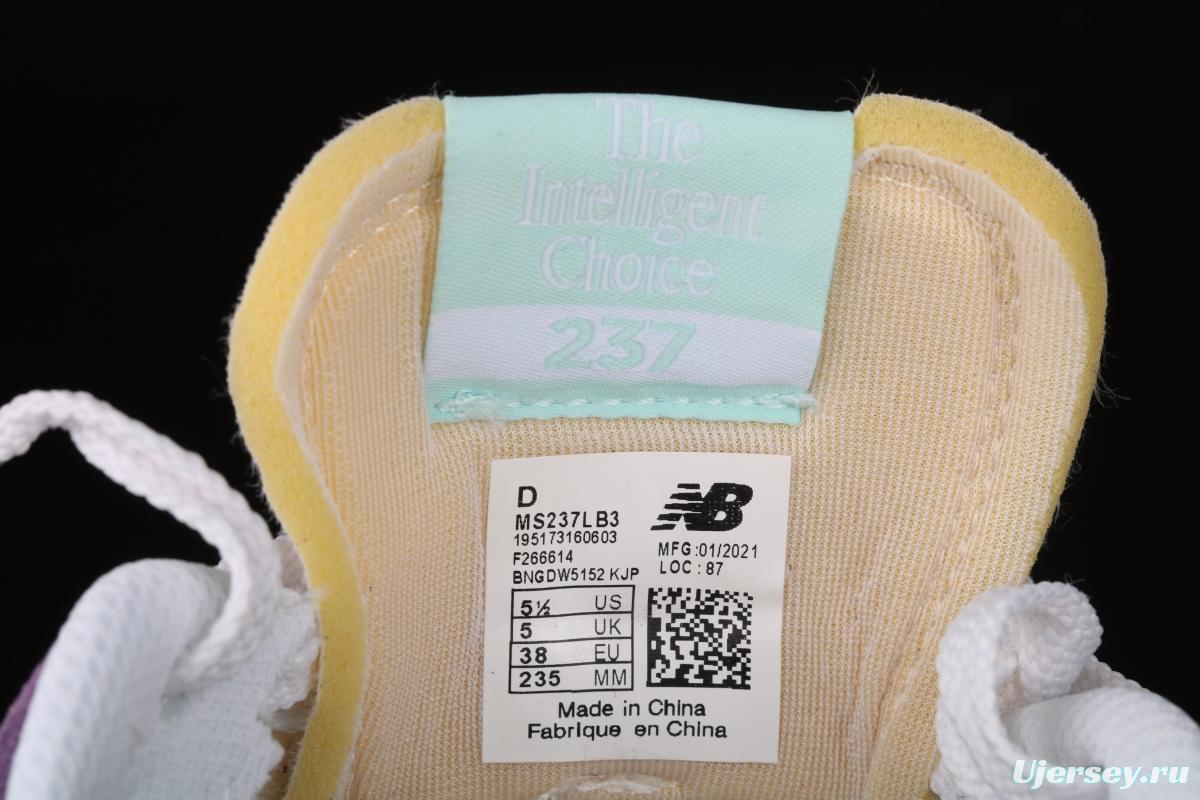 The
Intelligent
Choice
237
D
MS237LB3
195173160603
F266614
BNGDW5152 KJP
NB
MFG:01/2021
LOC : 87
5½ US
5 UK
38 EU
235 MM
Made in China
Fabrique en China
Ujersey.ru